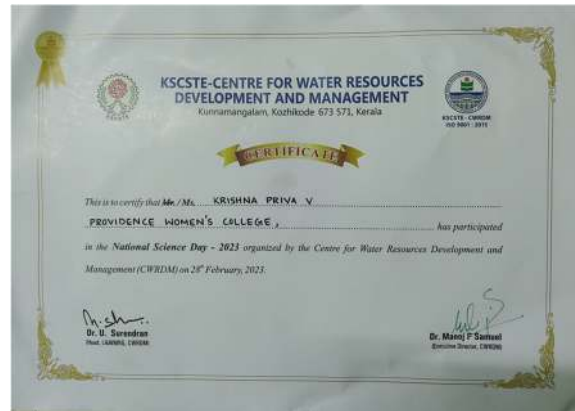 KSCSTE-CENTRE FOR WATER RESOURCES
DEVELOPMENT AND MANAGEMENT
Kunnamangalam, Kozhikode 673 571, Kerala
KSCSTE - CWRDM
ISO 9001 : 2015
CERTIFICATE
This is to certify that Mr. / Ms. KRISHNA PRIYA V
PROVIDENCE WOMEN'S COLLEGE, has participated
in the National Science Day - 2023 organized by the Centre for Water Resources Development and
Management (CWRDM) on 28th February, 2023.
Dr. U. Surendran
Dr. Manoj P Samuel
Executive Director, CWRDM